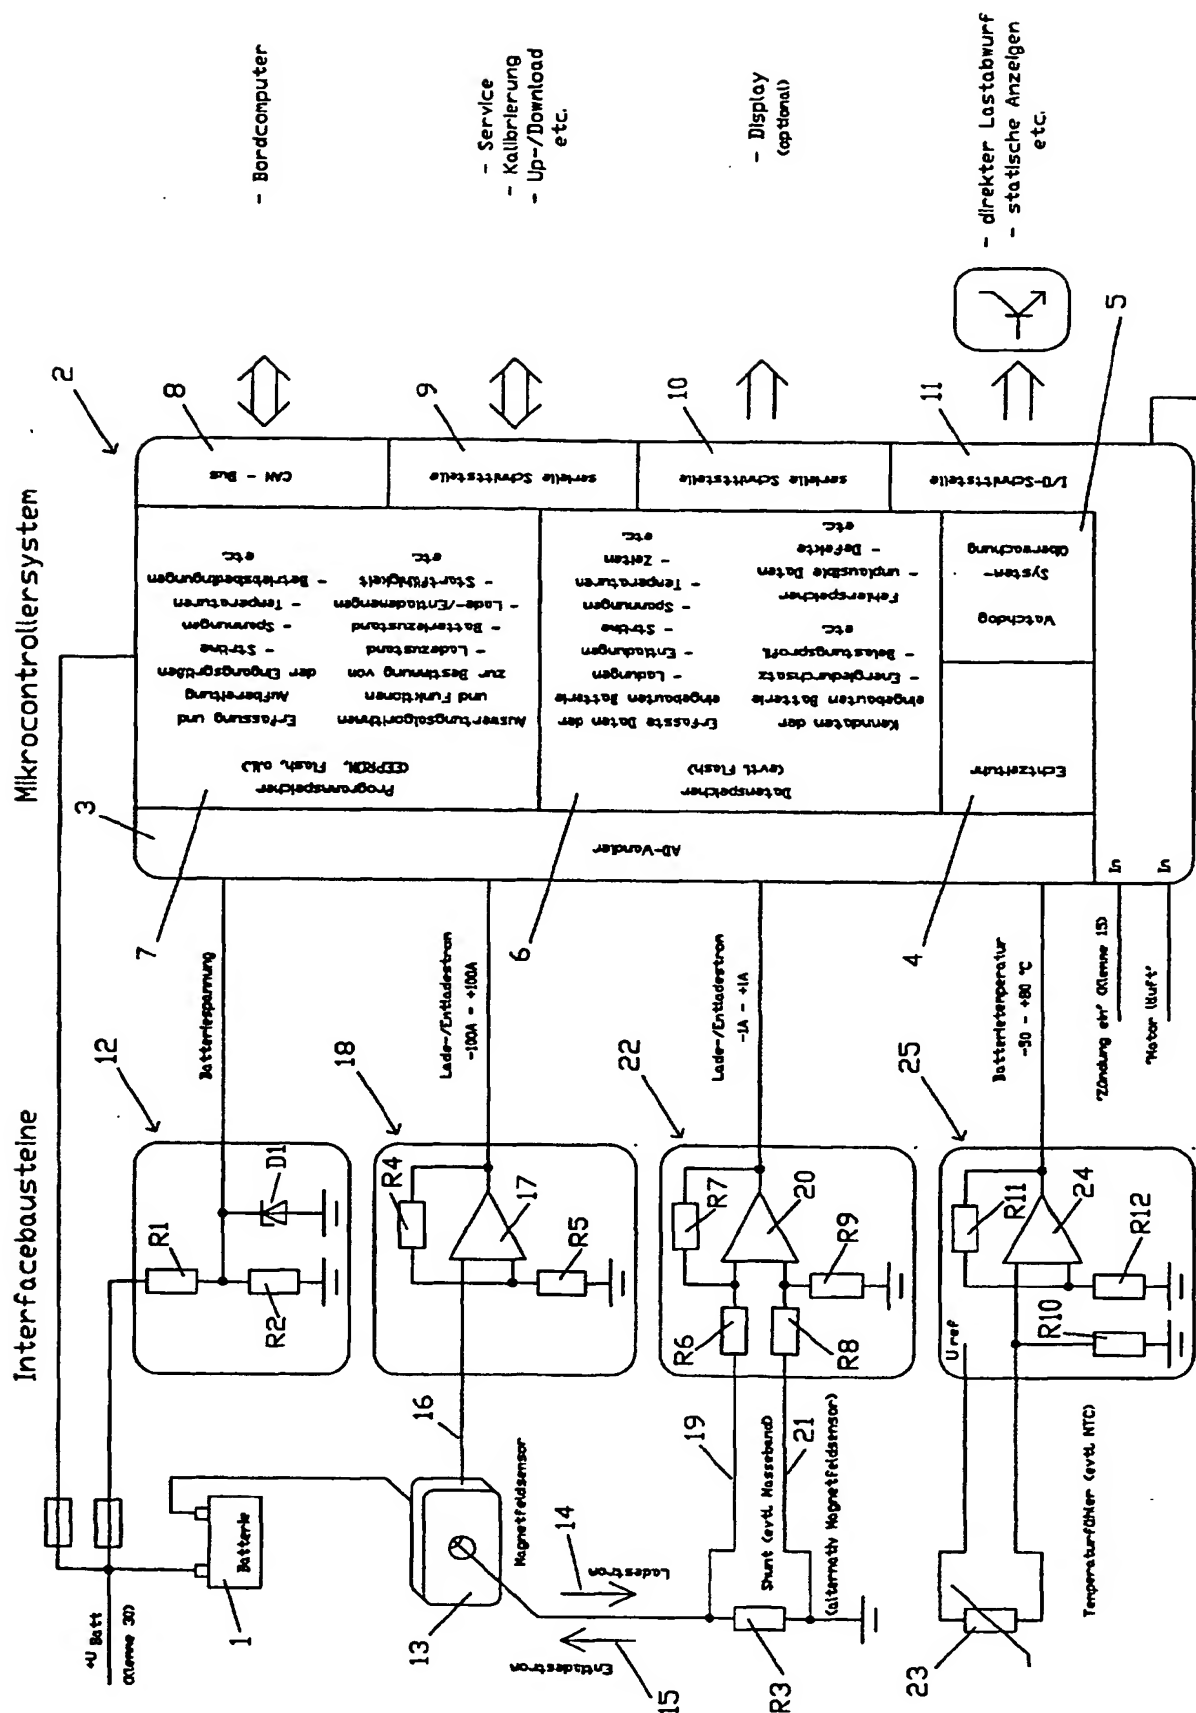 Interfacebausteine
Mikrocontrollersystem
+U Batt
(Klemme 30)
1
Batterie
12
R1
R2
D1
Batteriespannung
13
Magnetfeldsensor
16
14
Ladestrom
15
Entladestrom
18
R4
17
R5
Lade-/Entladestrom
-100A - +100A
R3
Shunt (evtl. Masseband)
(alternativ Magnetfeldsensor)
19
21
22
R6
R7
R8
R9
20
Lade-/Entladestrom
-1A - +1A
23
Temperaturfühler (evtl. NTC)
25
U ref
R10
R11
R12
24
Batterietemperatur
-30 - +80 °C
"Zündung ein" (Klemme 15)
"Motor läuft"
In
In
2
3
AD-Wandler
7
Programmspeicher
(EEPROM, Flash, o.ä.)
Erfassung und
Aufbereitung
der Eingangsgrößen
- Ströme
- Spannungen
- Temperaturen
- Betriebsbedingungen
etc.
Auswertungsalgorithmen
und Funktionen
zur Bestimmung von
- Ladezustand
- Batteriezustand
- Lade-/Entlademengen
- Startfähigkeit
etc.
6
Datenspeicher
(evtl. Flash)
Erfasste Daten der
eingebauten Batterie
- Ladungen
- Entladungen
- Ströme
- Spannungen
- Temperaturen
- Zeiten
etc.
Kenndaten der
eingebauten Batterie
- Energiedurchsatz
- Belastungsprofil
etc.
Fehlerspeicher
unplausible Daten
- Defekte
etc.
4
Echtzeituhr
5
Watchdog
System-
Überwachung
8
CAN - Bus
9
serielle Schnittstelle
10
serielle Schnittstelle
11
I/O-Schnittstelle
- Bordcomputer
- Service
- Kalibrierung
- Up-/Download
etc.
- Display
(optional)
- direkter Lastabwurf
- statische Anzeigen
etc.